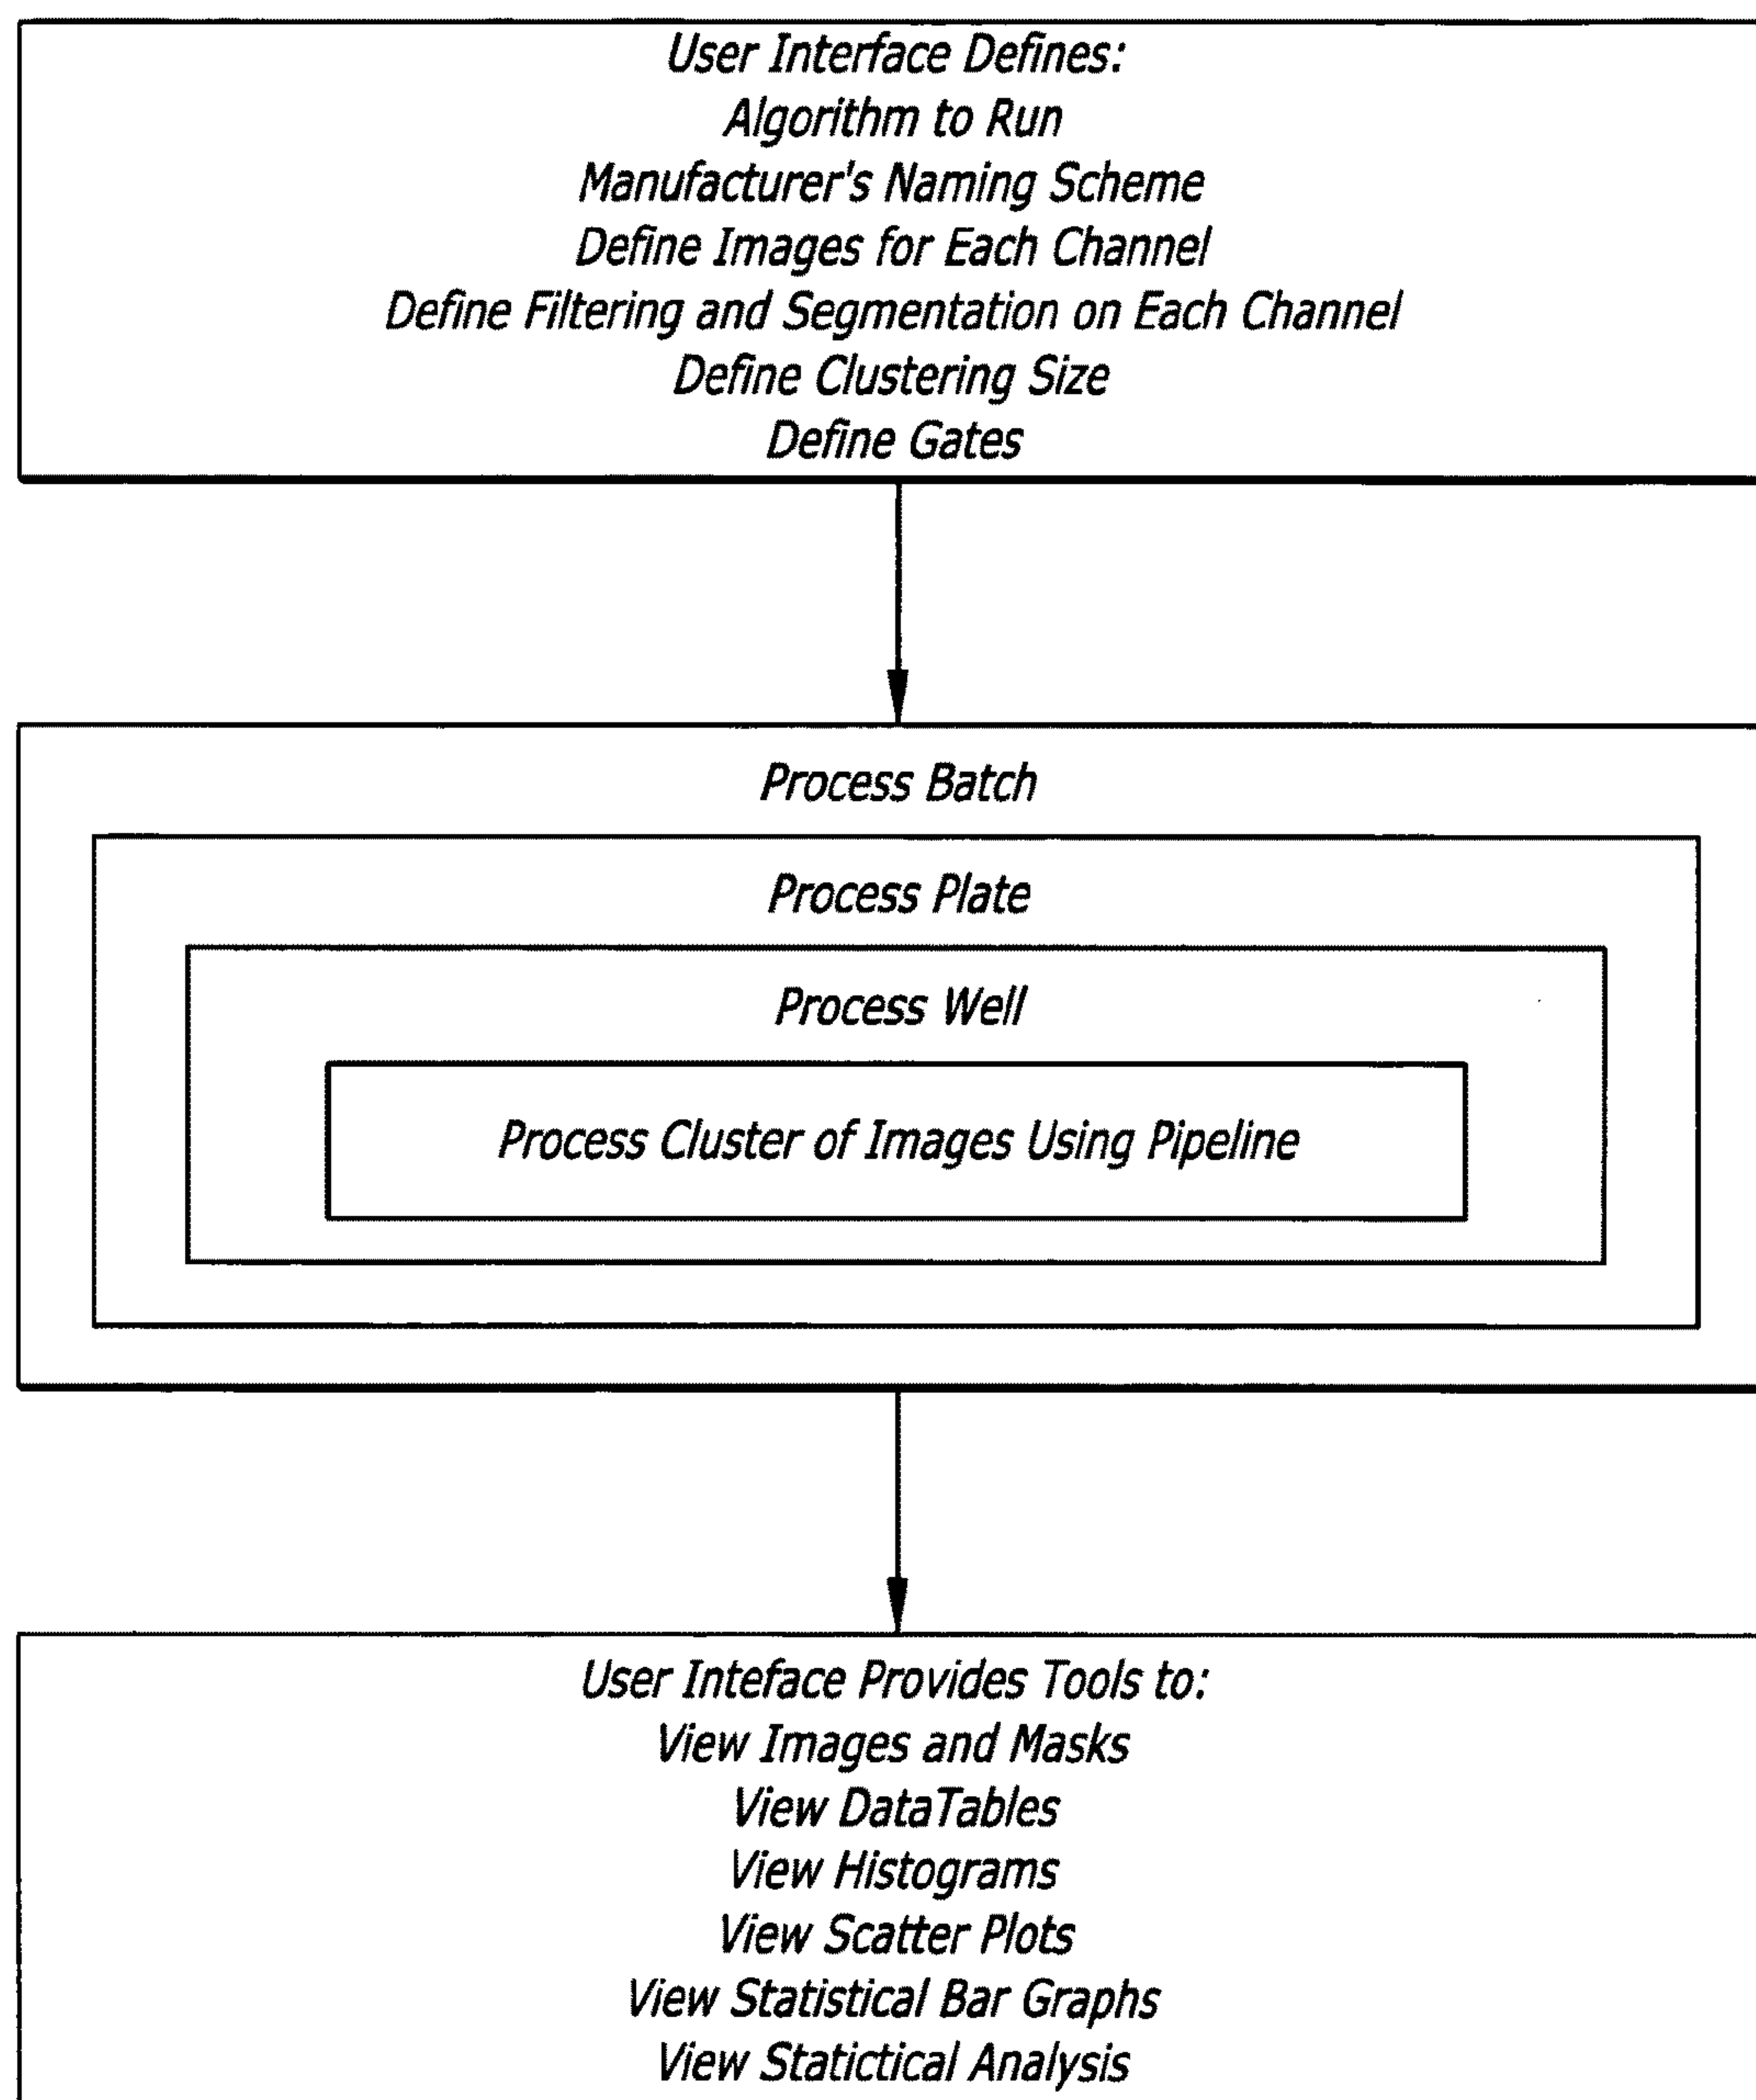 User Interface Defines:
Algorithm to Run
Manufacturer's Naming Scheme
Define Images for Each Channel
Define Filtering and Segmentation on Each Channel
Define Clustering Size
Define Gates
Process Batch
Process Plate
Process Well
Process Cluster of Images Using Pipeline
User Inteface Provides Tools to:
View Images and Masks
View DataTables
View Histograms
View Scatter Plots
View Statistical Bar Graphs
View Statictical Analysis